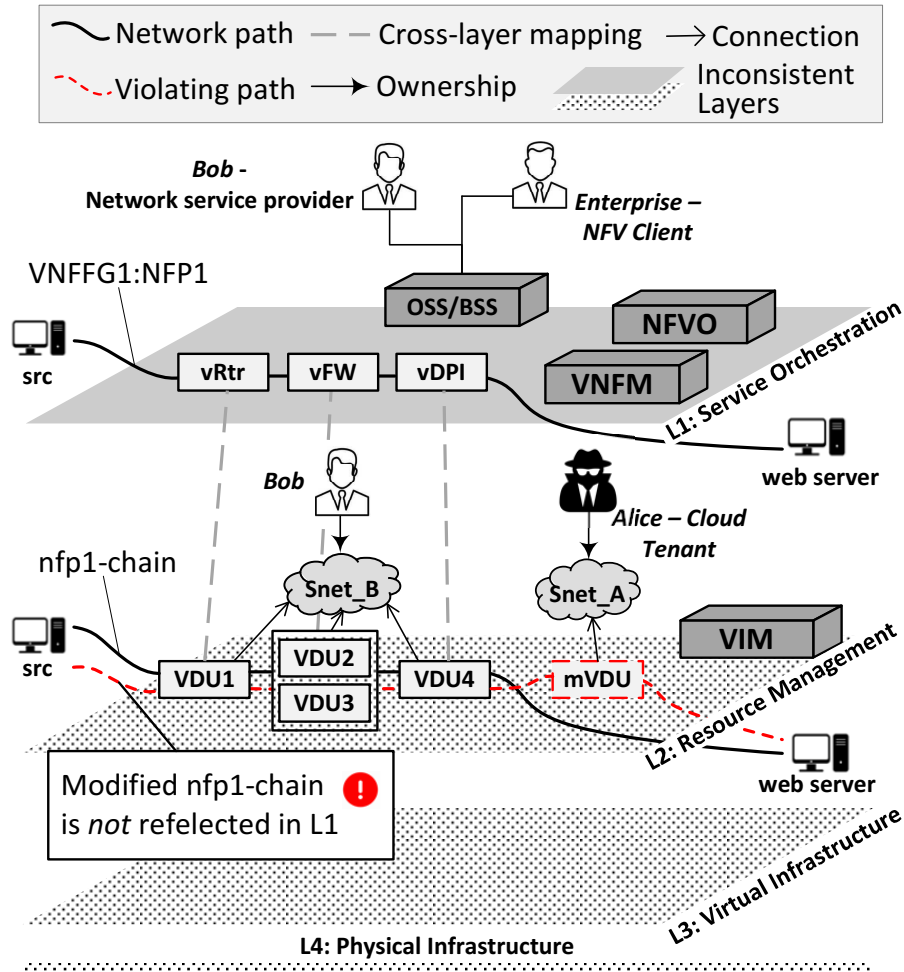 Network path
Cross-layer mapping
Connection
Violating path
Ownership
Inconsistent
Layers
Bob -
Network service provider
Enterprise –
NFV Client
VNFFG1:NFP1
OSS/BSS
NFVO
VNFM
src
vRtr
vFW
vDPI
L1: Service Orchestration
web server
Bob
Alice – Cloud
Tenant
nfp1-chain
Snet_B
Snet_A
VIM
src
VDU1
VDU2
VDU3
VDU4
mVDU
L2: Resource Management
web server
Modified nfp1-chain
!
is not refelected in L1
L3: Virtual Infrastructure
L4: Physical Infrastructure